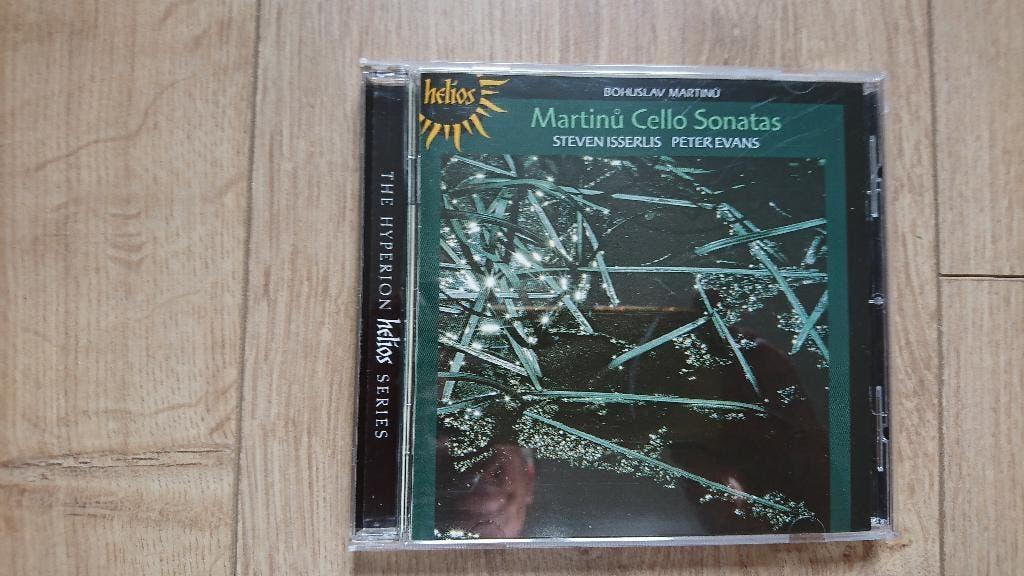 helios
BOHUSLAV MARTINŮ
Martinů Cello Sonatas
STEVEN ISSERLIS PETER EVANS
THE HYPERION helios SERIES